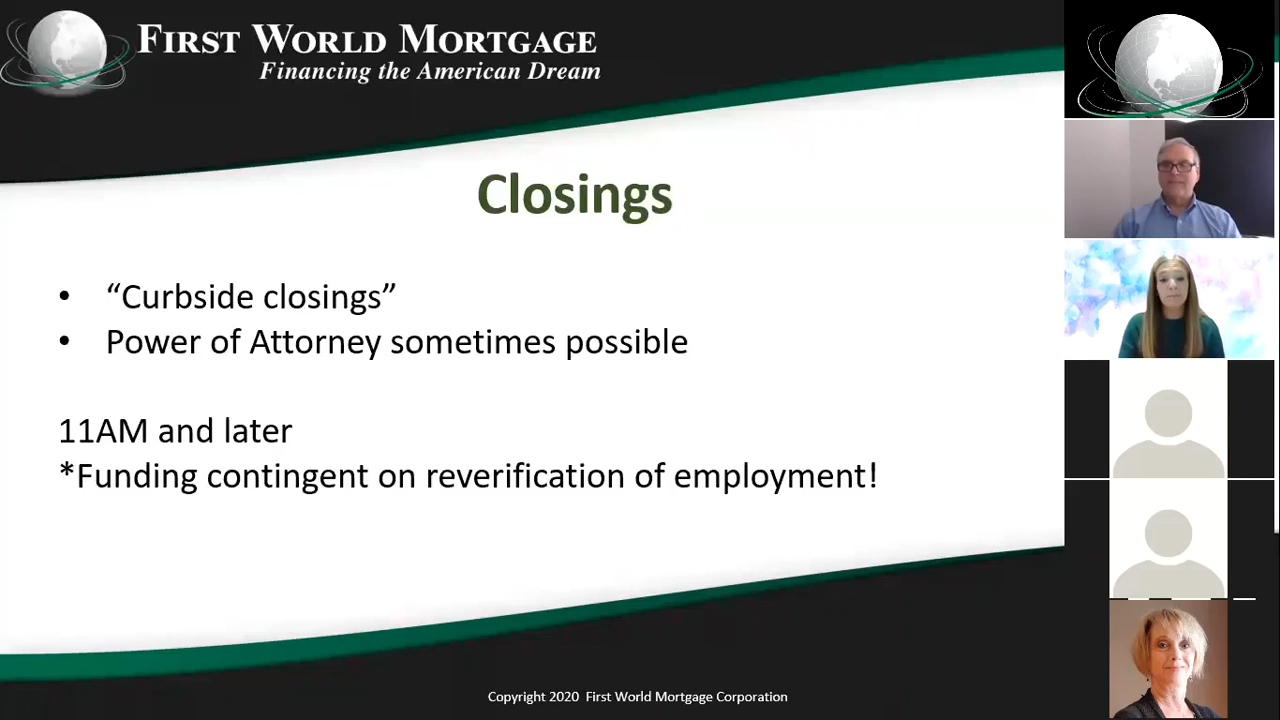 FIRST WORLD MORTGAGE
Financing the American Dream
Closings
• “Curbside closings”
• Power of Attorney sometimes possible
11AM and later
*Funding contingent on reverification of employment!
Copyright 2020 First World Mortgage Corporation